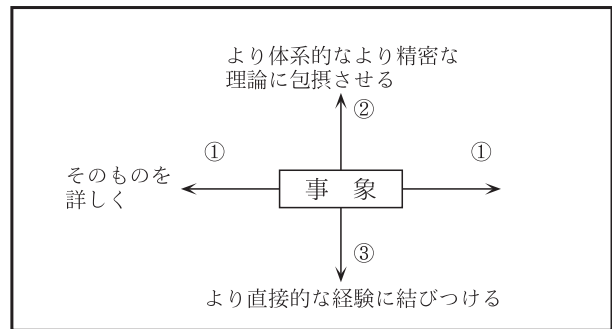 より体系的なより精密な
理論に包摂させる
②
①
①
そのものを
詳しく
事　象
③
より直接的な経験に結びつける